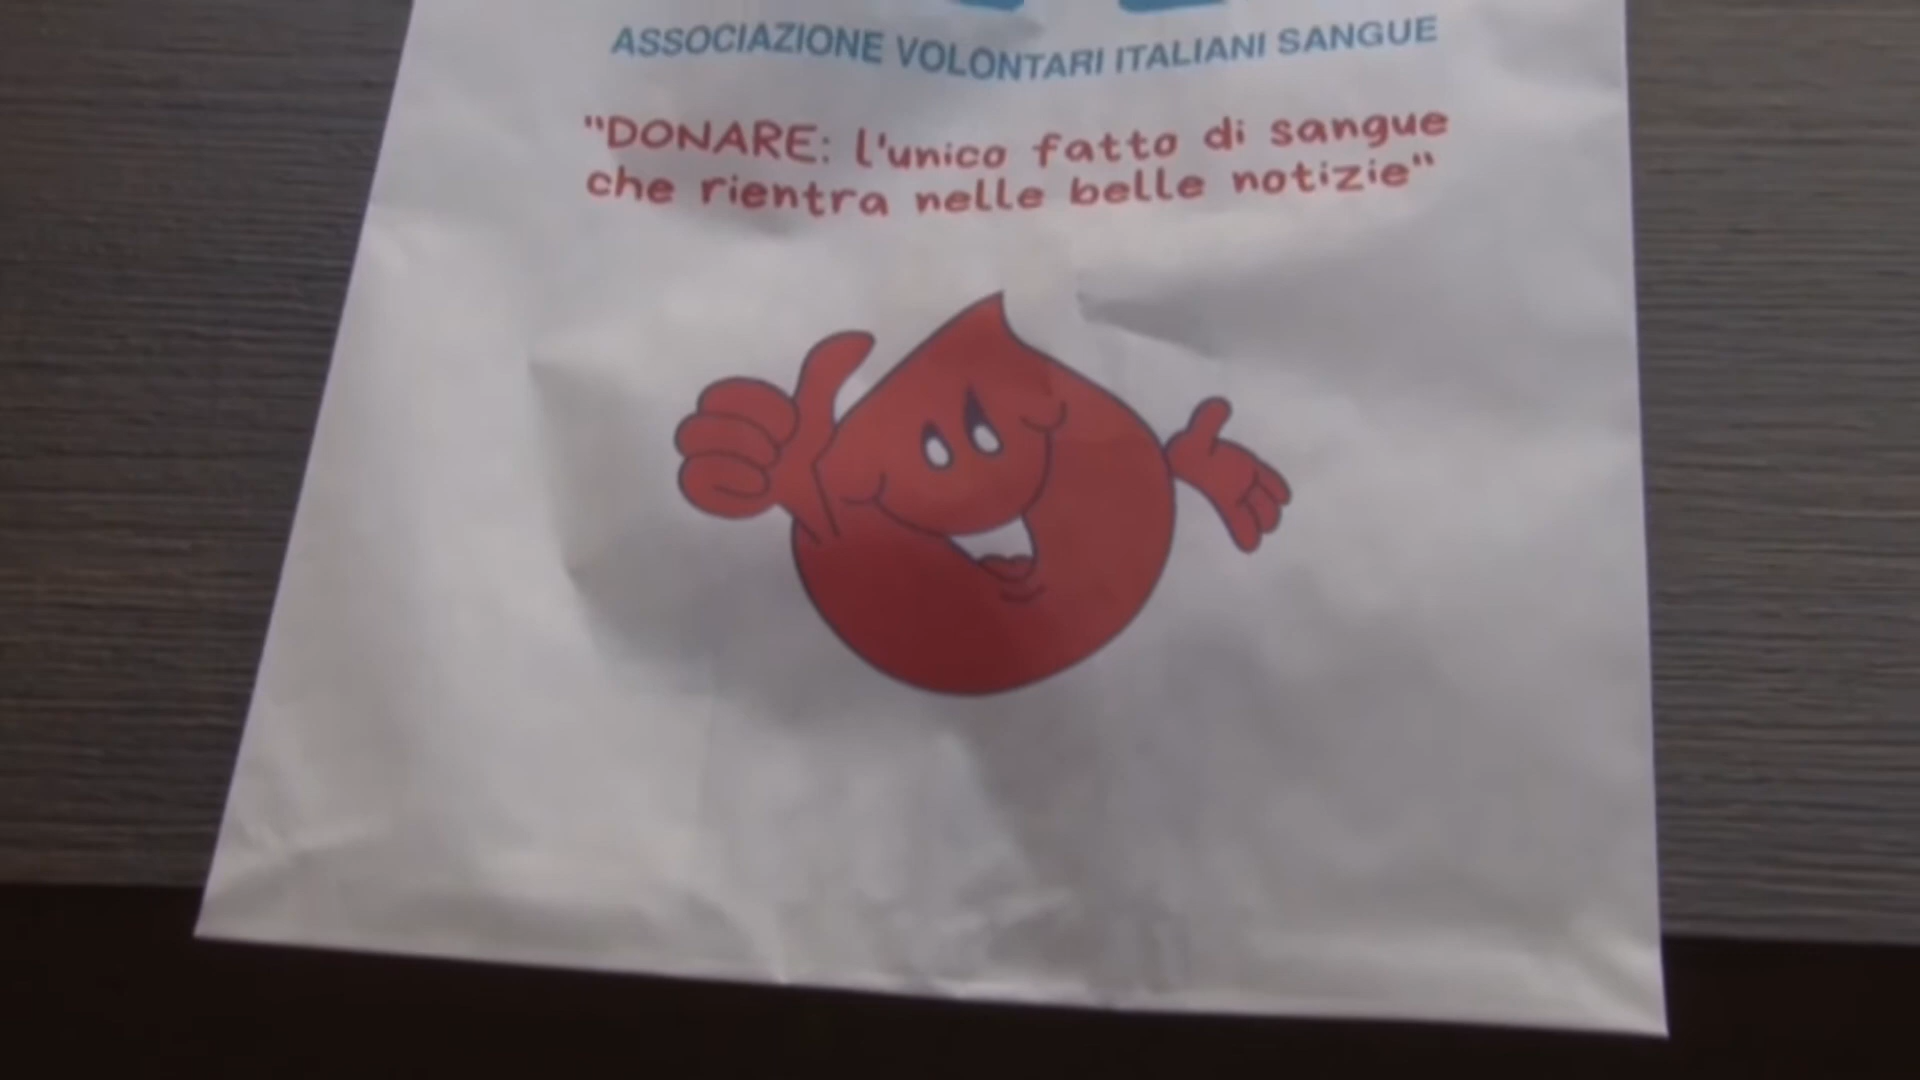 ASSOCIAZIONE VOLONTARI ITALIANI SANGUE
"DONARE: l'unico fatto di sangue
che rientra nelle belle notizie"